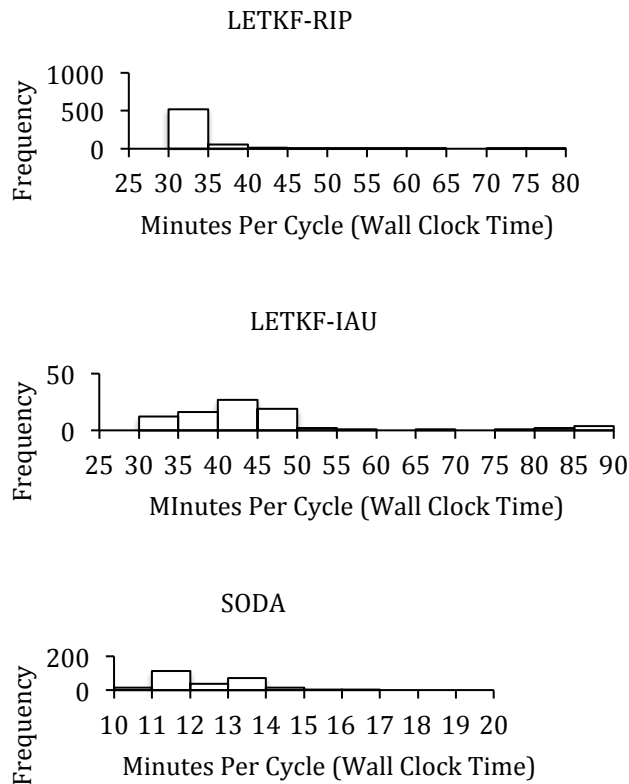 LETKF-RIP
Frequency
1000
500
0
25 30 35 40 45 50 55 60 65 70 75 80
Minutes Per Cycle (Wall Clock Time)
LETKF-IAU
Frequency
50
0
25 30 35 40 45 50 55 60 65 70 75 80 85 90
MInutes Per Cycle (Wall Clock Time)
SODA
Frequency
200
0
10 11 12 13 14 15 16 17 18 19 20
Minutes Per Cycle (Wall Clock Time)